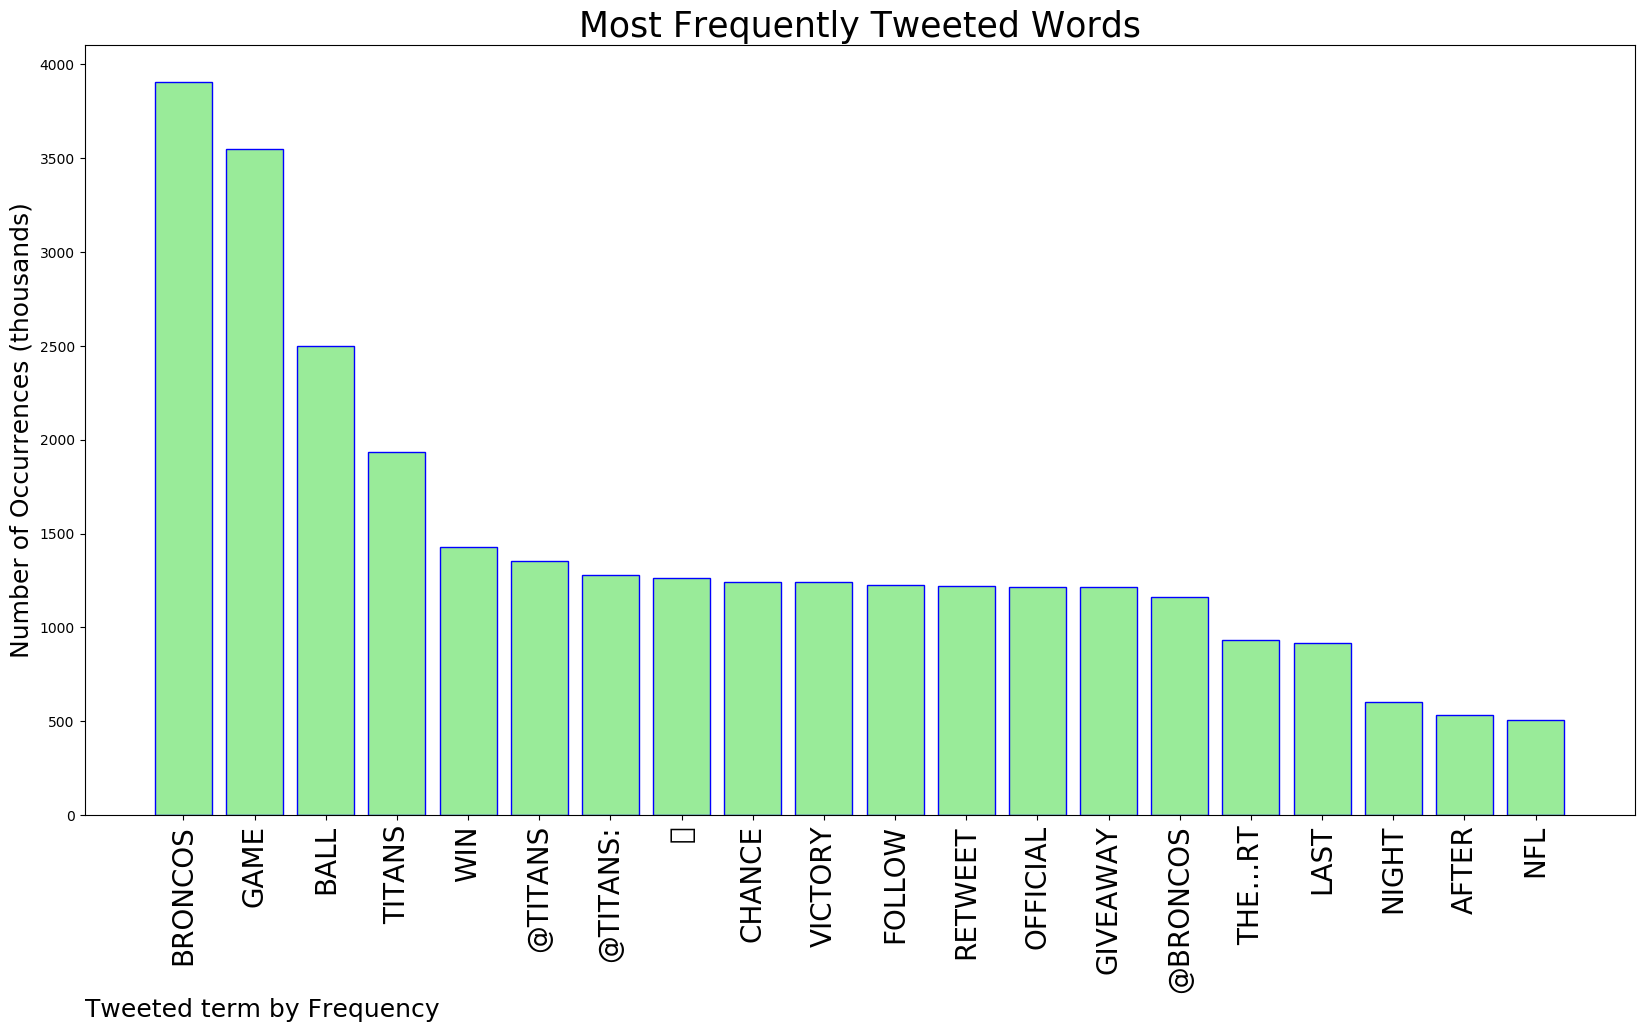 Most Frequently Tweeted Words
Number of Occurrences (thousands)
4000
3500
3000
2500
2000
1500
1000
500
0
BRONCOS
GAME
BALL
TITANS
WIN
@TITANS
@TITANS:
CHANCE
VICTORY
FOLLOW
RETWEET
OFFICIAL
GIVEAWAY
@BRONCOS
THE…RT
LAST
NIGHT
AFTER
NFL
Tweeted term by Frequency